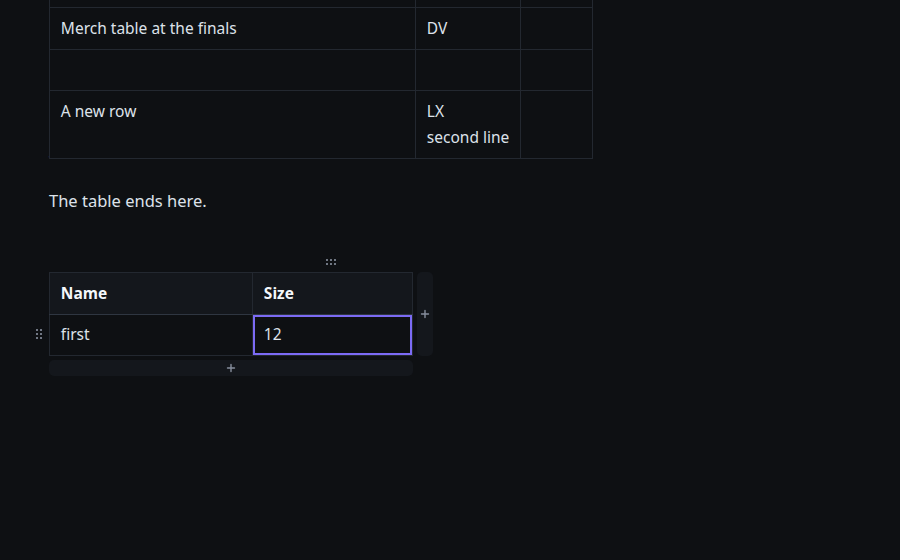 Merch table at the finals DV
A new row LX
second line
The table ends here.
Name Size
first 12